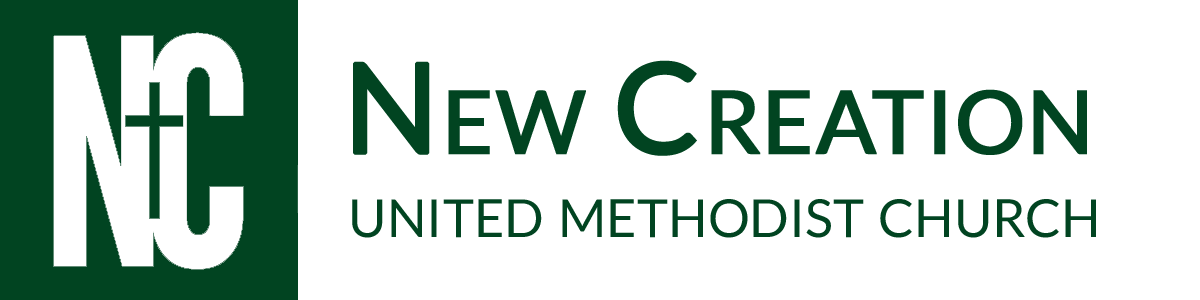 NC
NEW CREATION
UNITED METHODIST CHURCH